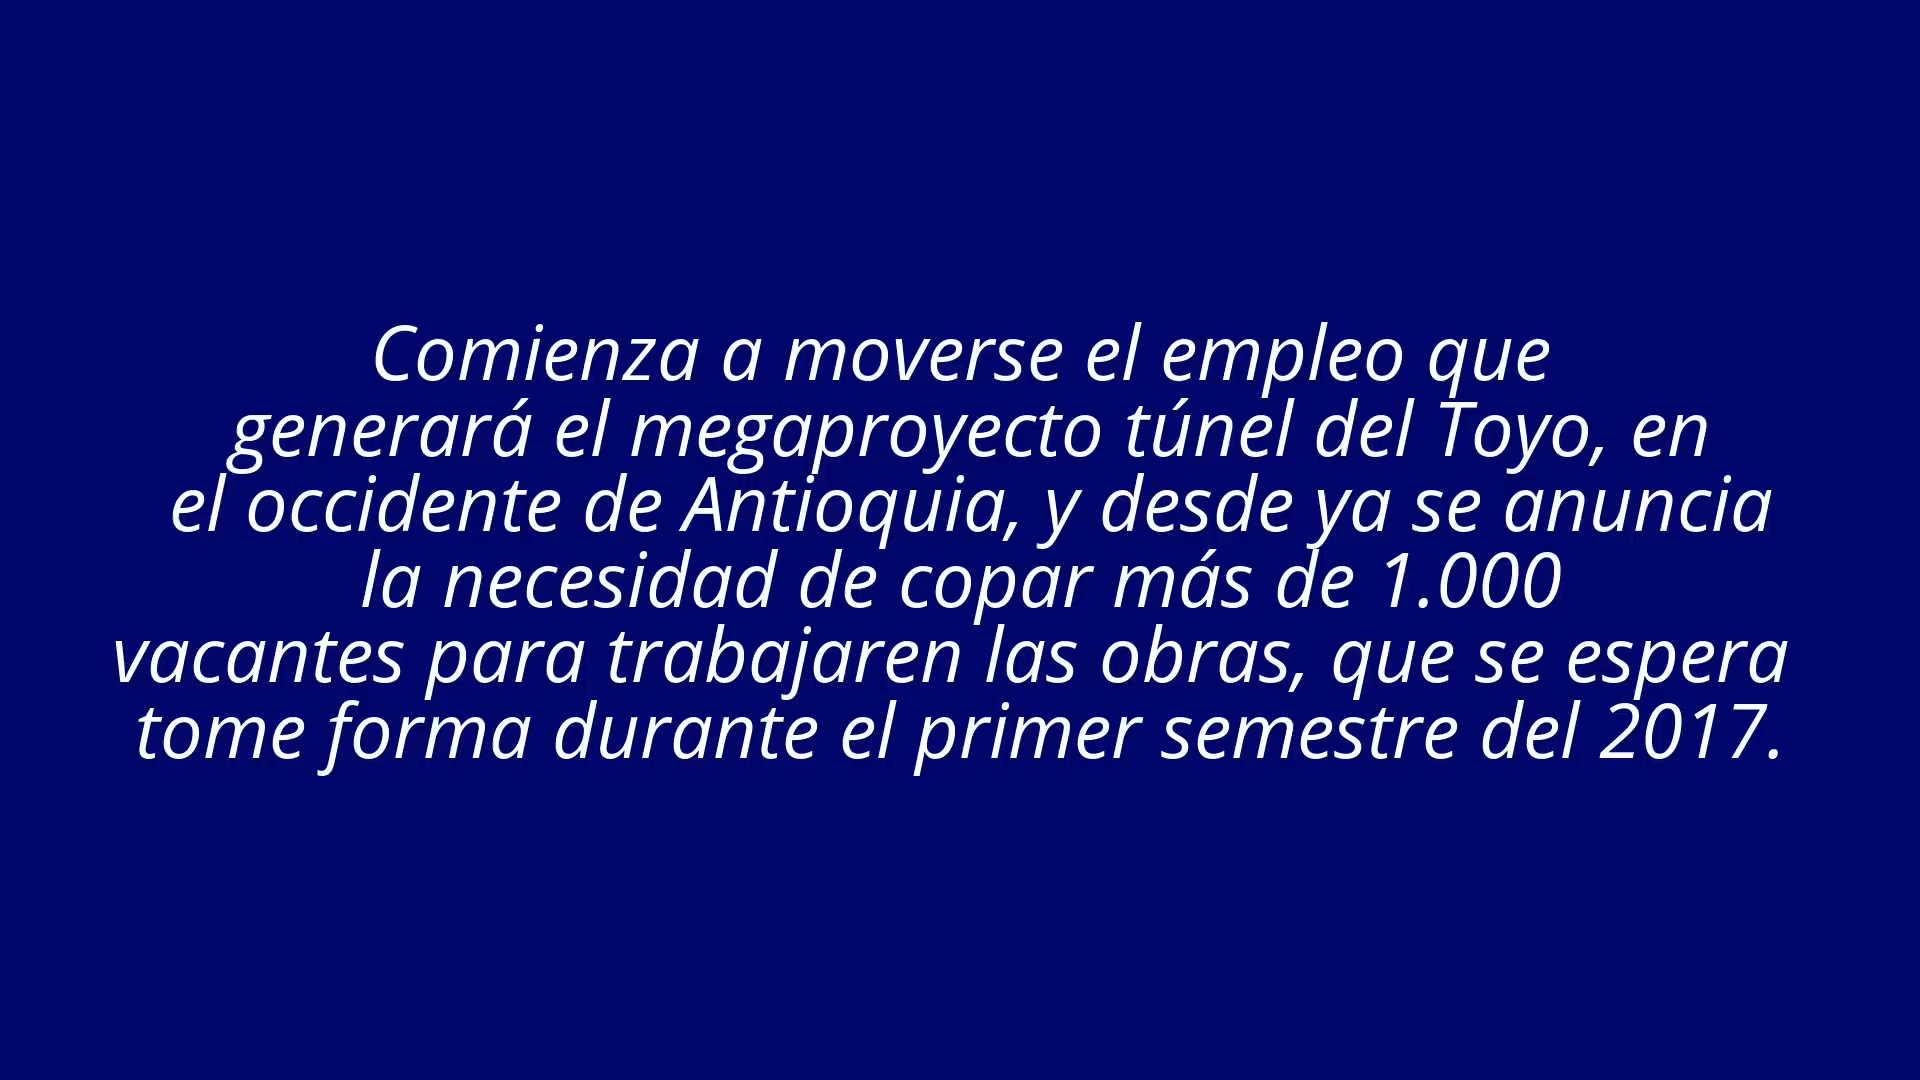 Comienza a moverse el empleo que
generará el megaproyecto túnel del Toyo, en
el occidente de Antioquia, y desde ya se anuncia
la necesidad de copar más de 1.000
vacantes para trabajaren las obras, que se espera
tome forma durante el primer semestre del 2017.